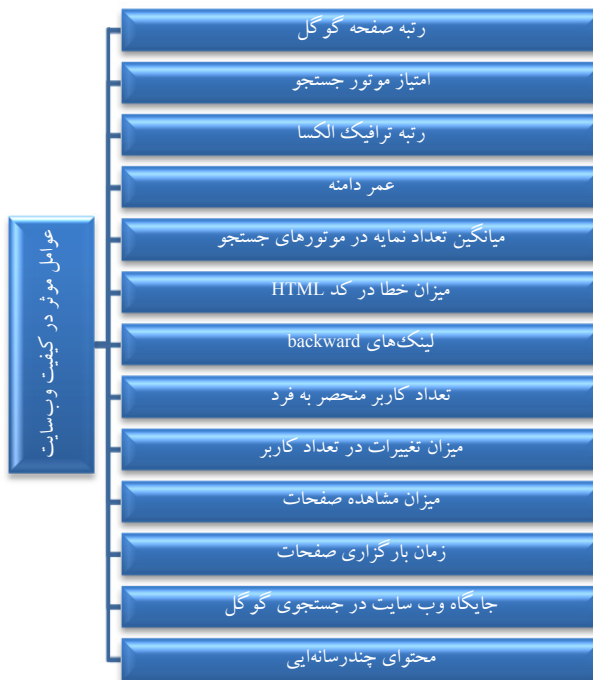 عوامل موثر در کیفیت وب‌سایت
رتبه صفحه گوگل
امتیاز موتور جستجو
رتبه ترافیک الکسا
عمر دامنه
میانگین تعداد نمایه در موتورهای جستجو
میزان خطا در کد HTML
لینک‌های backward
تعداد کاربر منحصر به فرد
میزان تغییرات در تعداد کاربر
میزان مشاهده صفحات
زمان بارگزاری صفحات
جایگاه وب سایت در جستجوی گوگل
محتوای چندرسانه‌ایی